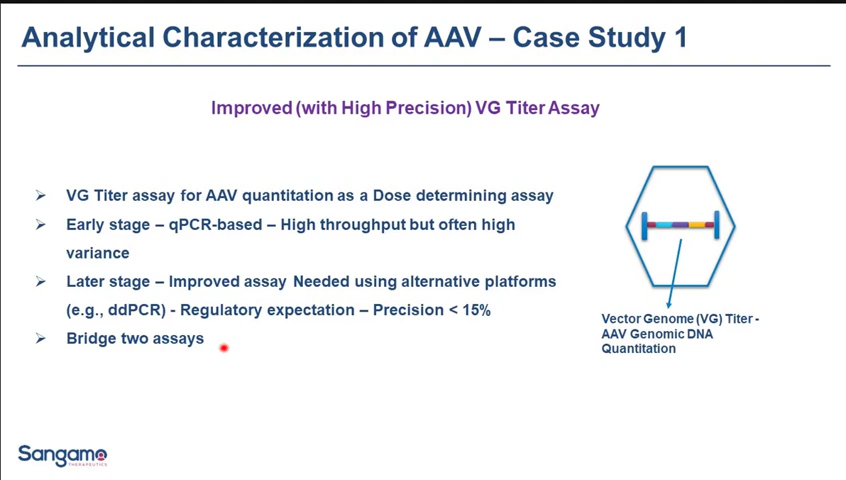 Analytical Characterization of AAV – Case Study 1
Improved (with High Precision) VG Titer Assay
➢ VG Titer assay for AAV quantitation as a Dose determining assay
➢ Early stage – qPCR-based – High throughput but often high
variance
➢ Later stage – Improved assay Needed using alternative platforms
(e.g., ddPCR) - Regulatory expectation – Precision < 15%
➢ Bridge two assays
Vector Genome (VG) Titer -
AAV Genomic DNA
Quantitation
Sangamo
THERAPEUTICS